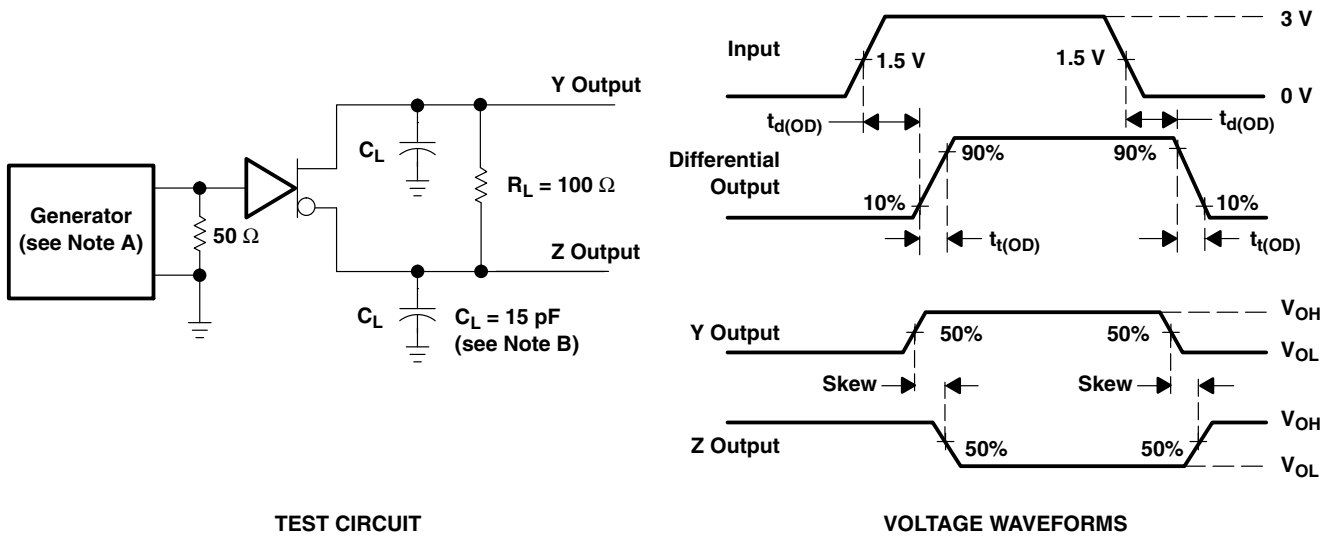 Y Output
C_L
R_L = 100 Ω
Generator
(see Note A)
50 Ω
Z Output
C_L
C_L = 15 pF
(see Note B)
TEST CIRCUIT
3 V
Input
1.5 V
1.5 V
0 V
t_d(OD)
t_d(OD)
Differential
Output
90%
90%
10%
10%
t_t(OD)
t_t(OD)
V_OH
Y Output
50%
50%
V_OL
Skew
Skew
V_OH
Z Output
50%
50%
V_OL
VOLTAGE WAVEFORMS